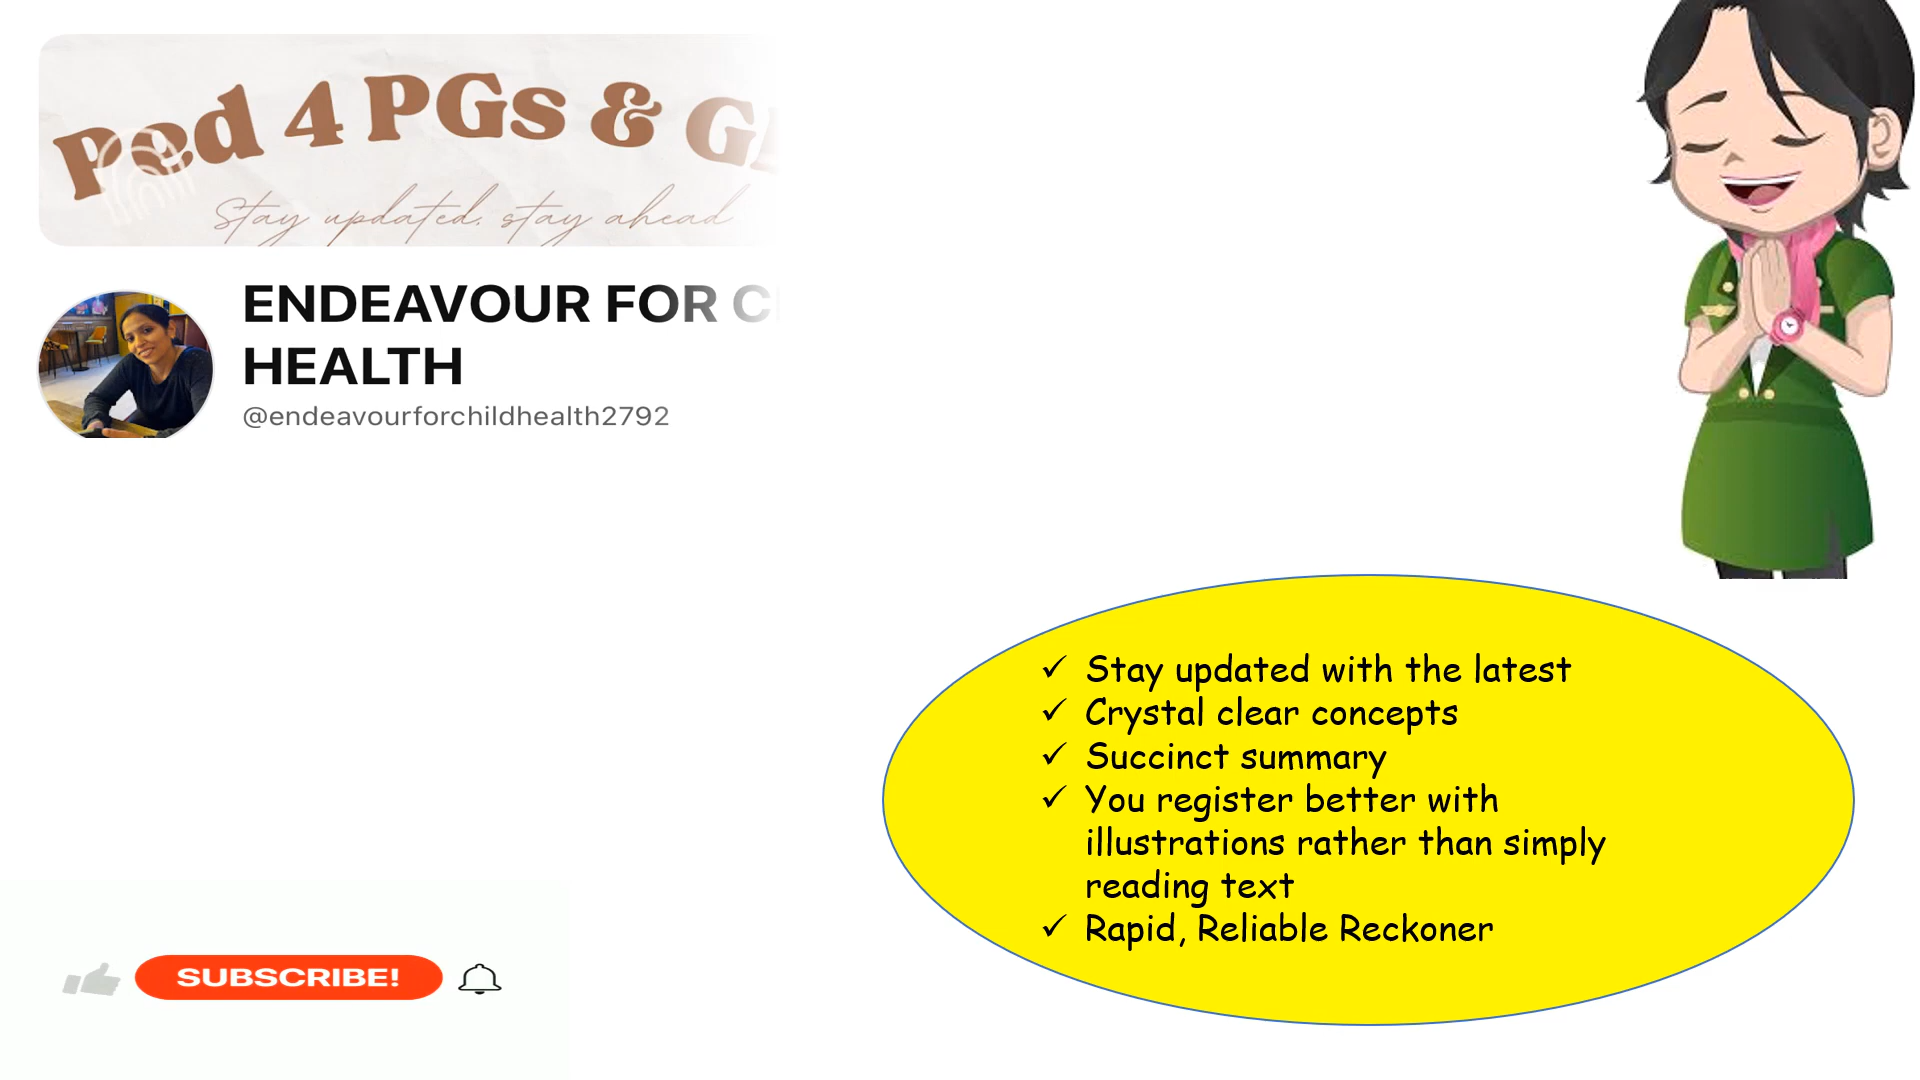 Ped 4 PGs &
Stay updated. stay ahead
ENDEAVOUR FOR
HEALTH
@endeavourforchildhealth2792
✓ Stay updated with the latest
✓ Crystal clear concepts
✓ Succinct summary
✓ You register better with
illustrations rather than simply
reading text
✓ Rapid, Reliable Reckoner
SUBSCRIBE!